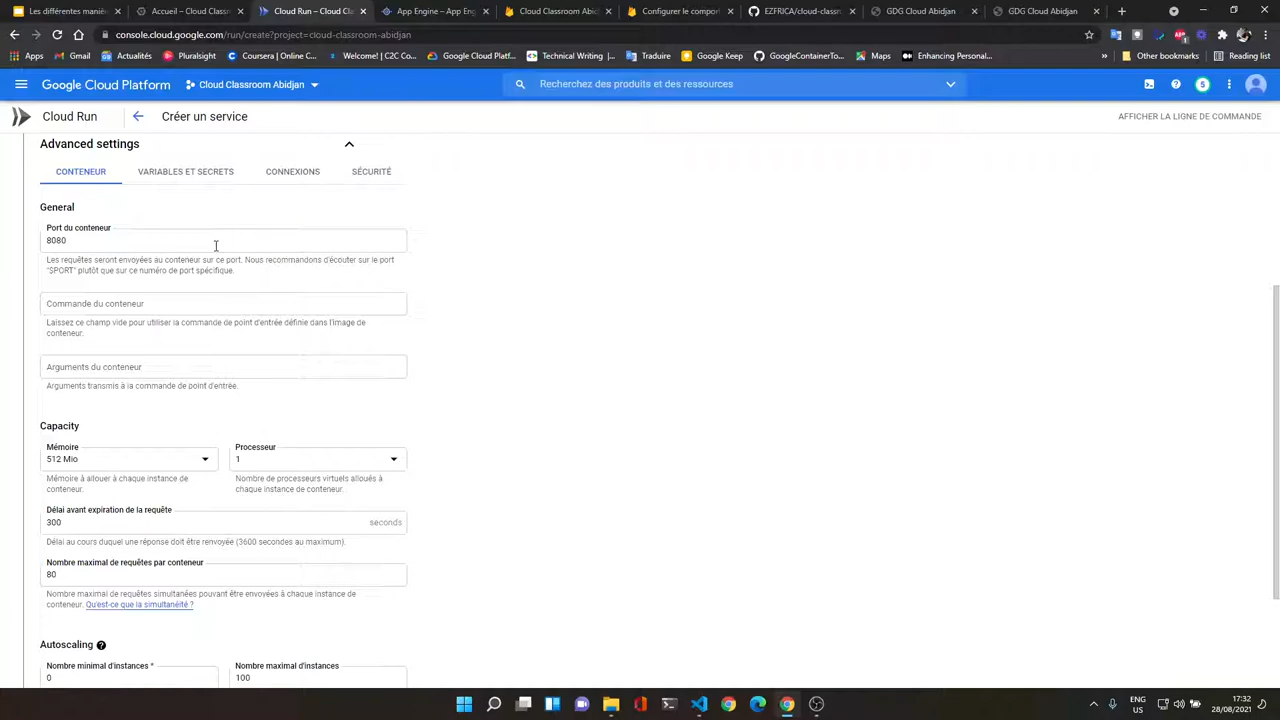 Les différentes manièr
Accueil – Cloud Classro
Cloud Run – Cloud Cla
App Engine – App Eng
Cloud Classroom Abidj
Configurer le comport
EZFRICA/cloud-classro
GDG Cloud Abidjan
GDG Cloud Abidjan
console.cloud.google.com/run/create?project=cloud-classroom-abidjan
Apps
Gmail
Actualités
Pluralsight
Coursera | Online C...
Welcome! | C2C Co...
Google Cloud Platf...
Technical Writing |...
Traduire
Google Keep
GoogleContainerTo...
Enhancing Personal...
Other bookmarks
Reading list
Google Cloud Platform
Cloud Classroom Abidjan
Recherchez des produits et des ressources
5
Cloud Run
Créer un service
AFFICHER LA LIGNE DE COMMANDE
Advanced settings
CONTENEUR
VARIABLES ET SECRETS
CONNEXIONS
SÉCURITÉ
General
Port du conteneur
8080
Les requêtes seront envoyées au conteneur sur ce port. Nous recommandons d'écouter sur le port
"$PORT" plutôt que sur ce numéro de port spécifique.
Commande du conteneur
Laissez ce champ vide pour utiliser la commande de point d'entrée définie dans l'image de
conteneur.
Arguments du conteneur
Arguments transmis à la commande de point d'entrée.
Capacity
Mémoire
512 Mio
Processeur
1
Mémoire à allouer à chaque instance de
conteneur.
Nombre de processeurs virtuels alloués à
chaque instance de conteneur.
Délai avant expiration de la requête
300
seconds
Délai au cours duquel une réponse doit être renvoyée (3600 secondes au maximum).
Nombre maximal de requêtes par conteneur
80
Nombre maximal de requêtes simultanées pouvant être envoyées à chaque instance de
conteneur. Qu'est-ce que la simultanéité ?
Autoscaling
Nombre minimal d'instances *
0
Nombre maximal d'instances
100
ENG
US
17:32
28/08/2021